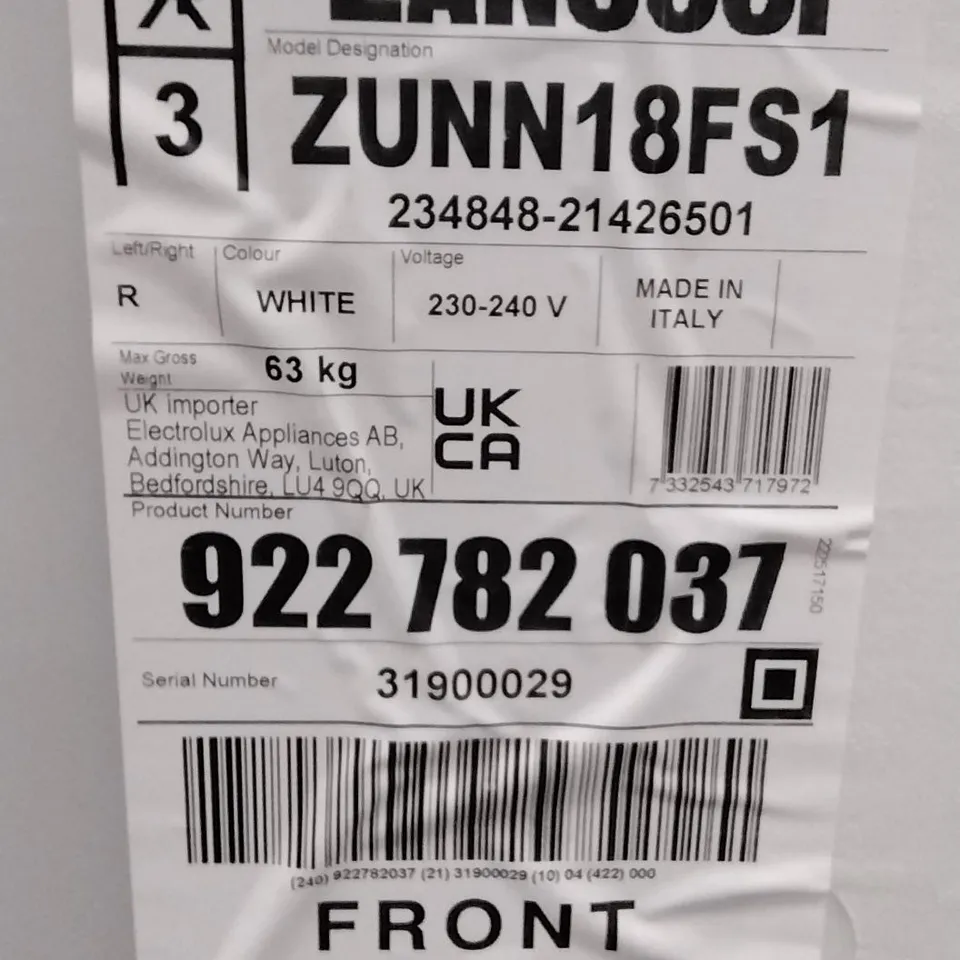 ZANUSSI
Model Designation
3
ZUNN18FS1
234848-21426501
Left/Right
Colour
Voltage
R
WHITE
230-240 V
MADE IN
ITALY
Max Gross
Weight
63 kg
UK importer
Electrolux Appliances AB,
Addington Way, Luton,
Bedfordshire, LU4 9QQ, UK
UK
CA
7 332543 717972
Product Number
922 782 037
22517150
Serial Number
31900029
(240) 922782037 (21) 31900029 (10) 04 (422) 000
FRONT